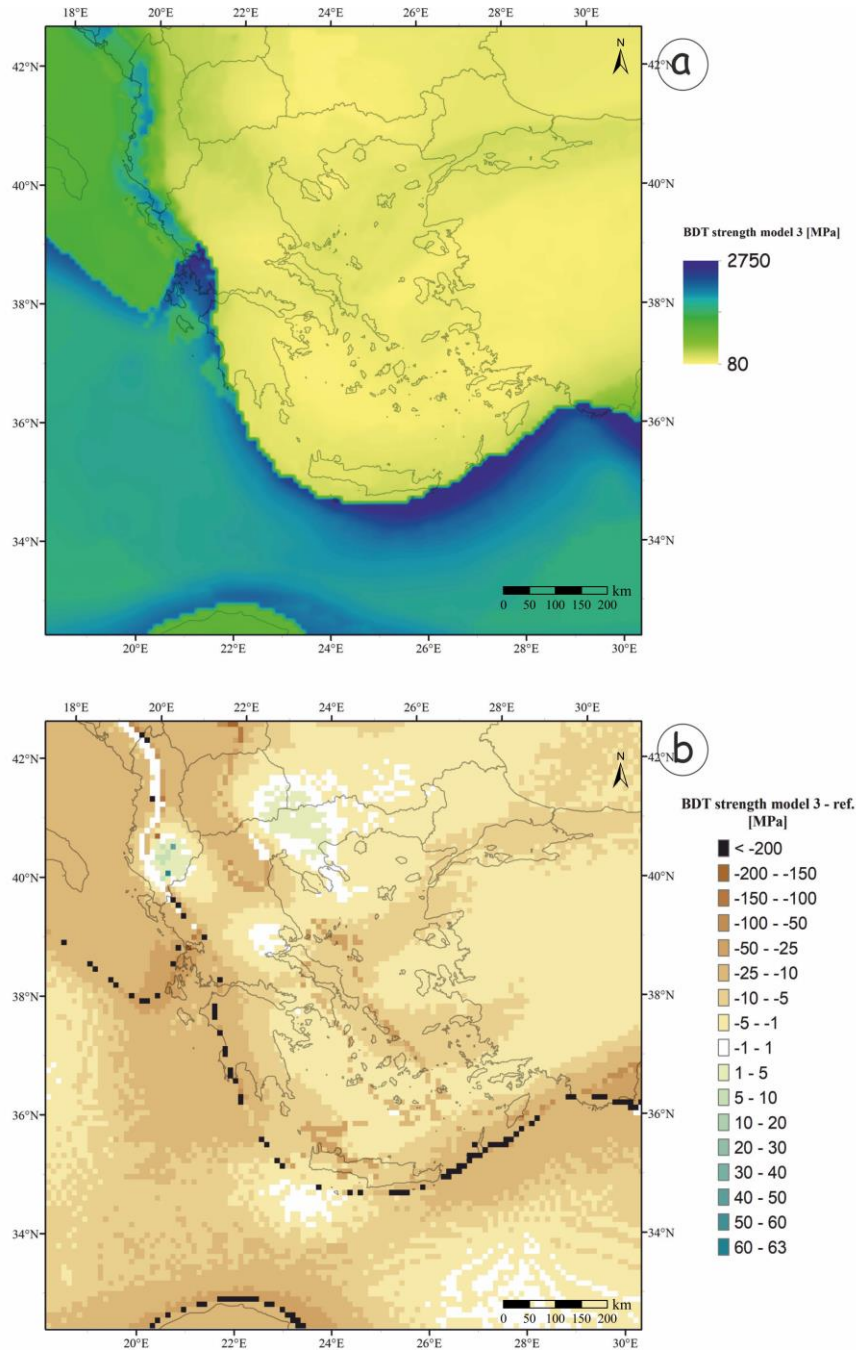 18°E 20°E 22°E 24°E 26°E 28°E 30°E
N
a
42°N 42°N
40°N 40°N
BDT strength model 3 [MPa]
2750
80
38°N 38°N
36°N 36°N
34°N 34°N
km
0 50 100 150 200
20°E 22°E 24°E 26°E 28°E 30°E
18°E 20°E 22°E 24°E 26°E 28°E 30°E
N
b
42°N 42°N
BDT strength model 3 - ref.
[MPa]
< -200
-200 - -150
-150 - -100
-100 - -50
-50 - -25
-25 - -10
-10 - -5
-5 - -1
-1 - 1
1 - 5
5 - 10
10 - 20
20 - 30
30 - 40
40 - 50
50 - 60
60 - 63
40°N 40°N
38°N 38°N
36°N 36°N
34°N 34°N
km
0 50 100 150 200
20°E 22°E 24°E 26°E 28°E 30°E